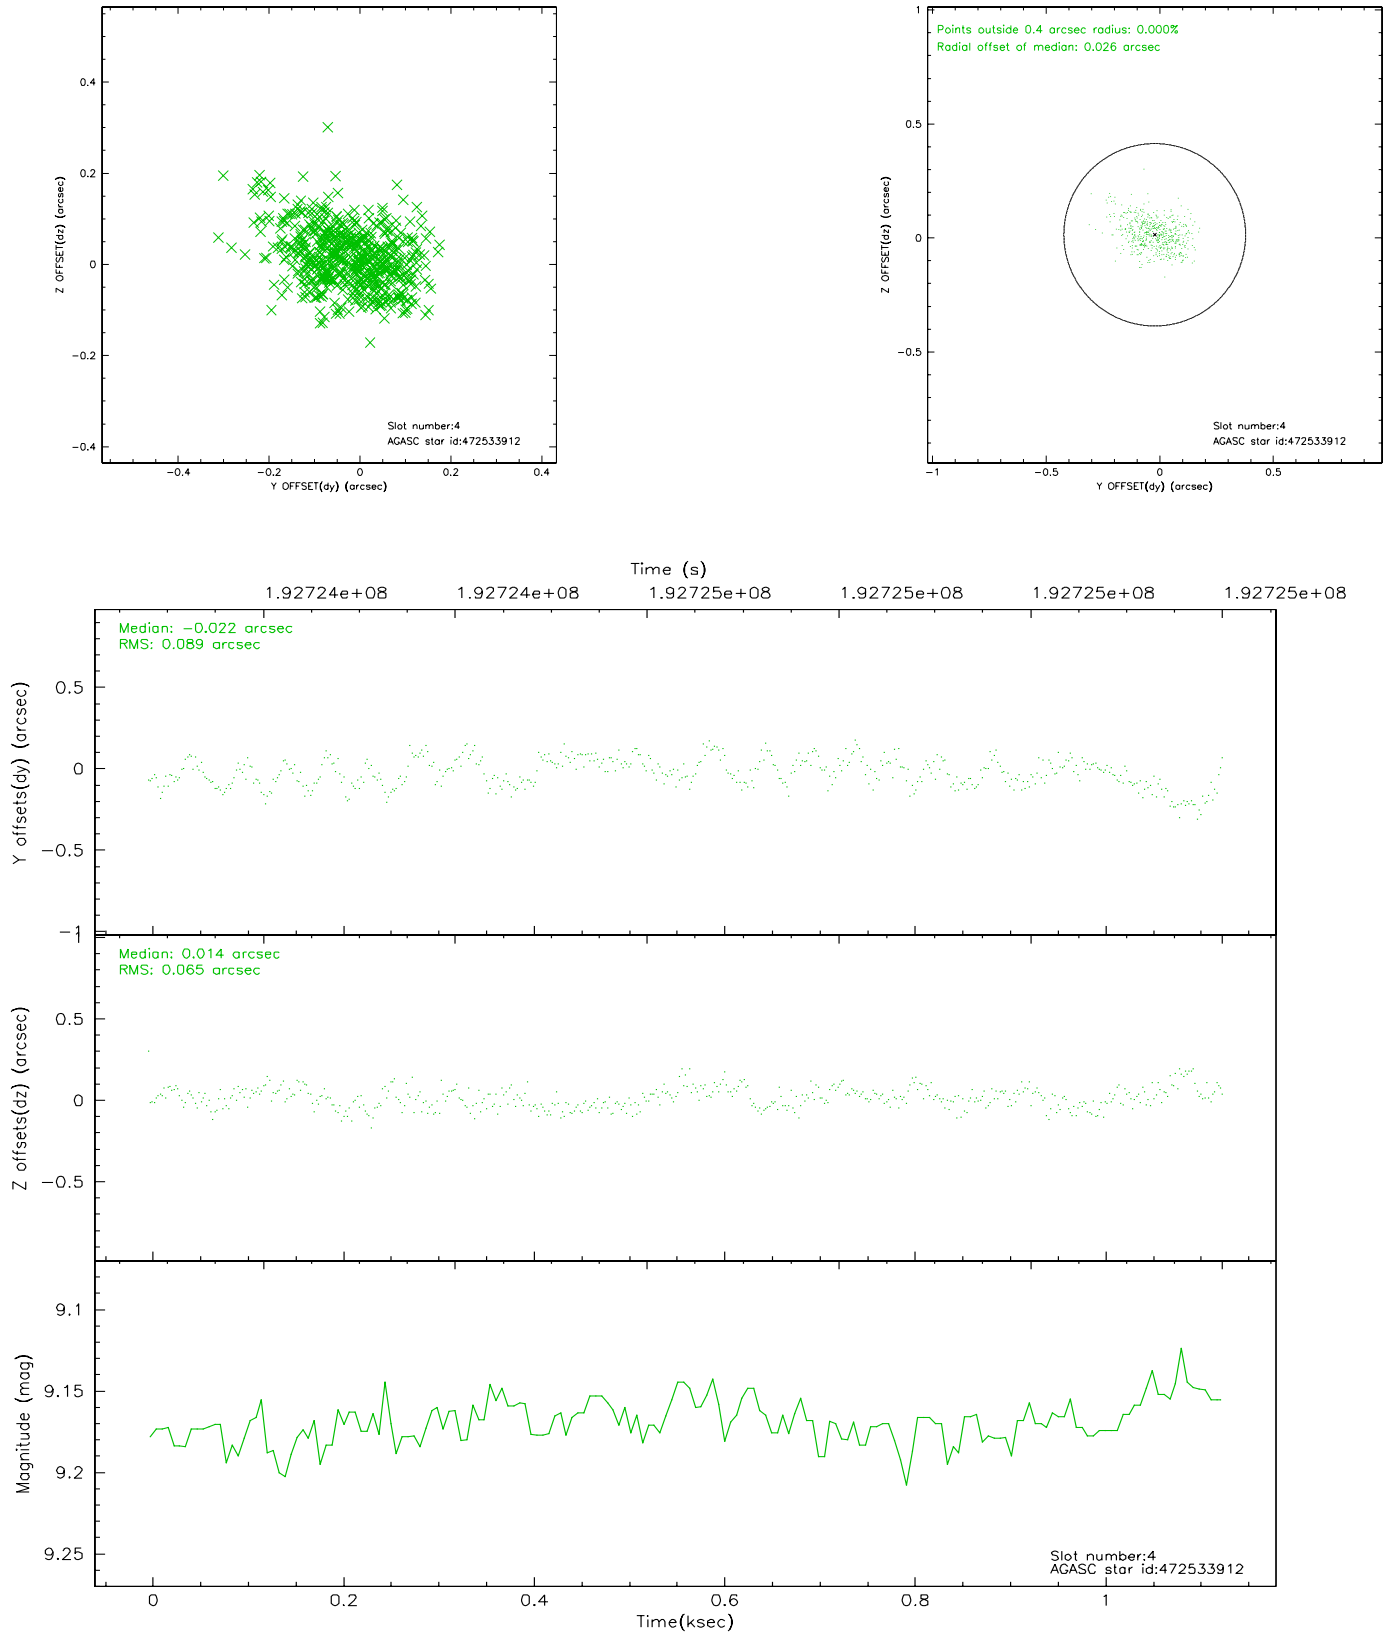 0.4
0.2
0
−0.2
−0.4
Z OFFSET(dz) (arcsec)
−0.4
−0.2
0
0.2
0.4
Y OFFSET(dy) (arcsec)
Slot number:4
AGASC star id:472533912
Points outside 0.4 arcsec radius: 0.000%
Radial offset of median: 0.026 arcsec
1
0.5
0
−0.5
Z OFFSET(dz) (arcsec)
−1
−0.5
0
0.5
Y OFFSET(dy) (arcsec)
Slot number:4
AGASC star id:472533912
Time (s)
1.92724e+08
1.92724e+08
1.92725e+08
1.92725e+08
1.92725e+08
1.92725e+08
Median: −0.022 arcsec
RMS: 0.089 arcsec
0.5
0
−0.5
−1
Y offsets(dy) (arcsec)
Median: 0.014 arcsec
RMS: 0.065 arcsec
1
0.5
0
−0.5
Z offsets(dz) (arcsec)
9.1
9.15
9.2
9.25
Magnitude (mag)
Slot number:4
AGASC star id:472533912
0
0.2
0.4
0.6
0.8
1
Time(ksec)